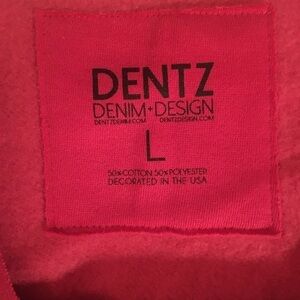 DENTZ
DENIM+DESIGN
DENTZDENIM.COM DENTZDESIGN.COM
L
50% COTTON 50% POLYESTER
DECORATED IN THE USA